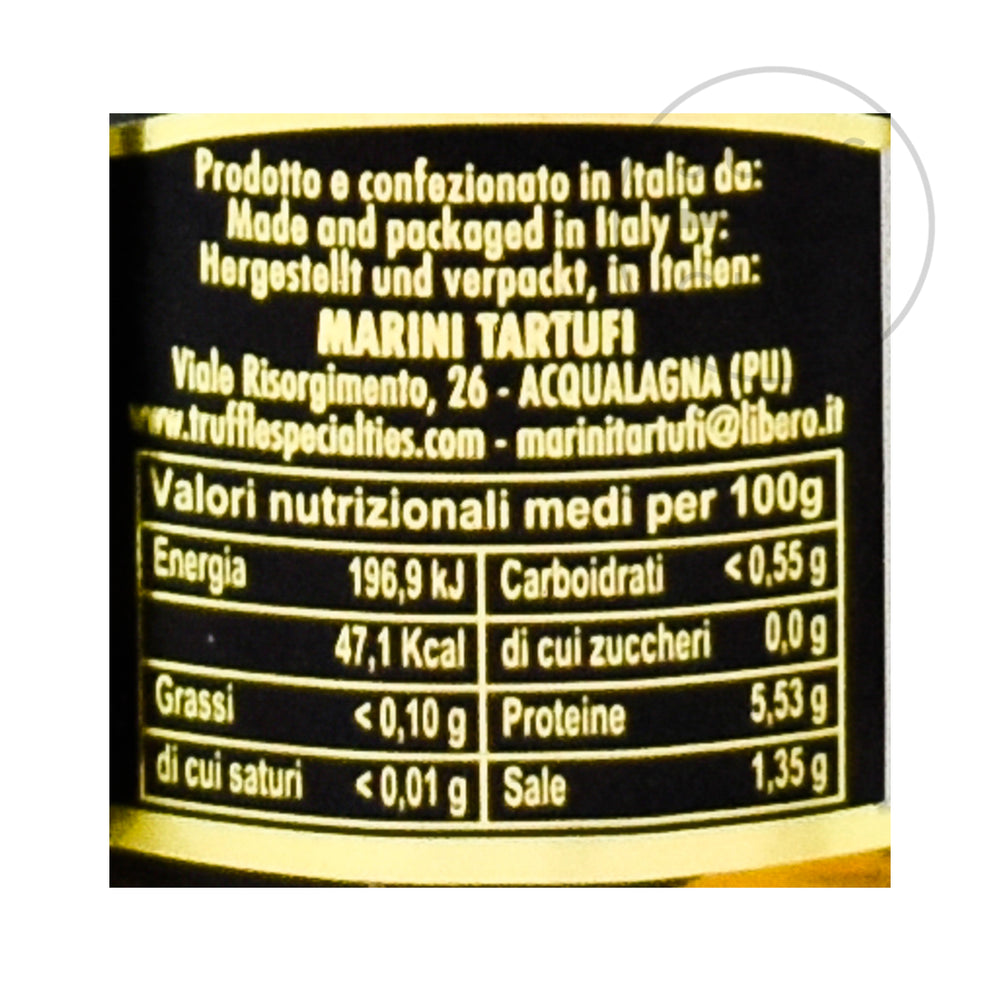 Prodotto e confezionato in Italia da:
Made and packaged in Italy by:
Hergestellt und verpackt, in Italien:
MARINI TARTUFI
Viale Risorgimento, 26 - ACQUALAGNA (PU)
www.trufflespecialties.com - marinitartufi@libero.it
Valori nutrizionali medi per 100g
Energia 196,9 kJ Carboidrati <0,55 g
47,1 Kcal di cui zuccheri 0,0 g
Grassi <0,10 g Proteine 5,53 g
di cui saturi <0,01 g Sale 1,35 g